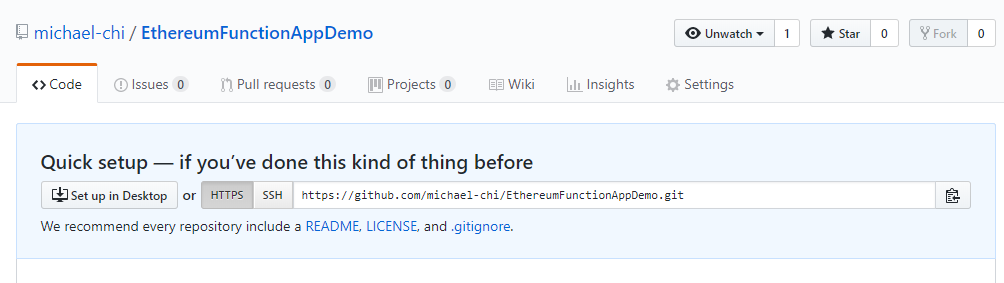 michael-chi / EthereumFunctionAppDemo
Unwatch 1 Star 0 Fork 0
Code Issues 0 Pull requests 0 Projects 0 Wiki Insights Settings
Quick setup — if you’ve done this kind of thing before
Set up in Desktop or HTTPS SSH https://github.com/michael-chi/EthereumFunctionAppDemo.git
We recommend every repository include a README, LICENSE, and .gitignore.